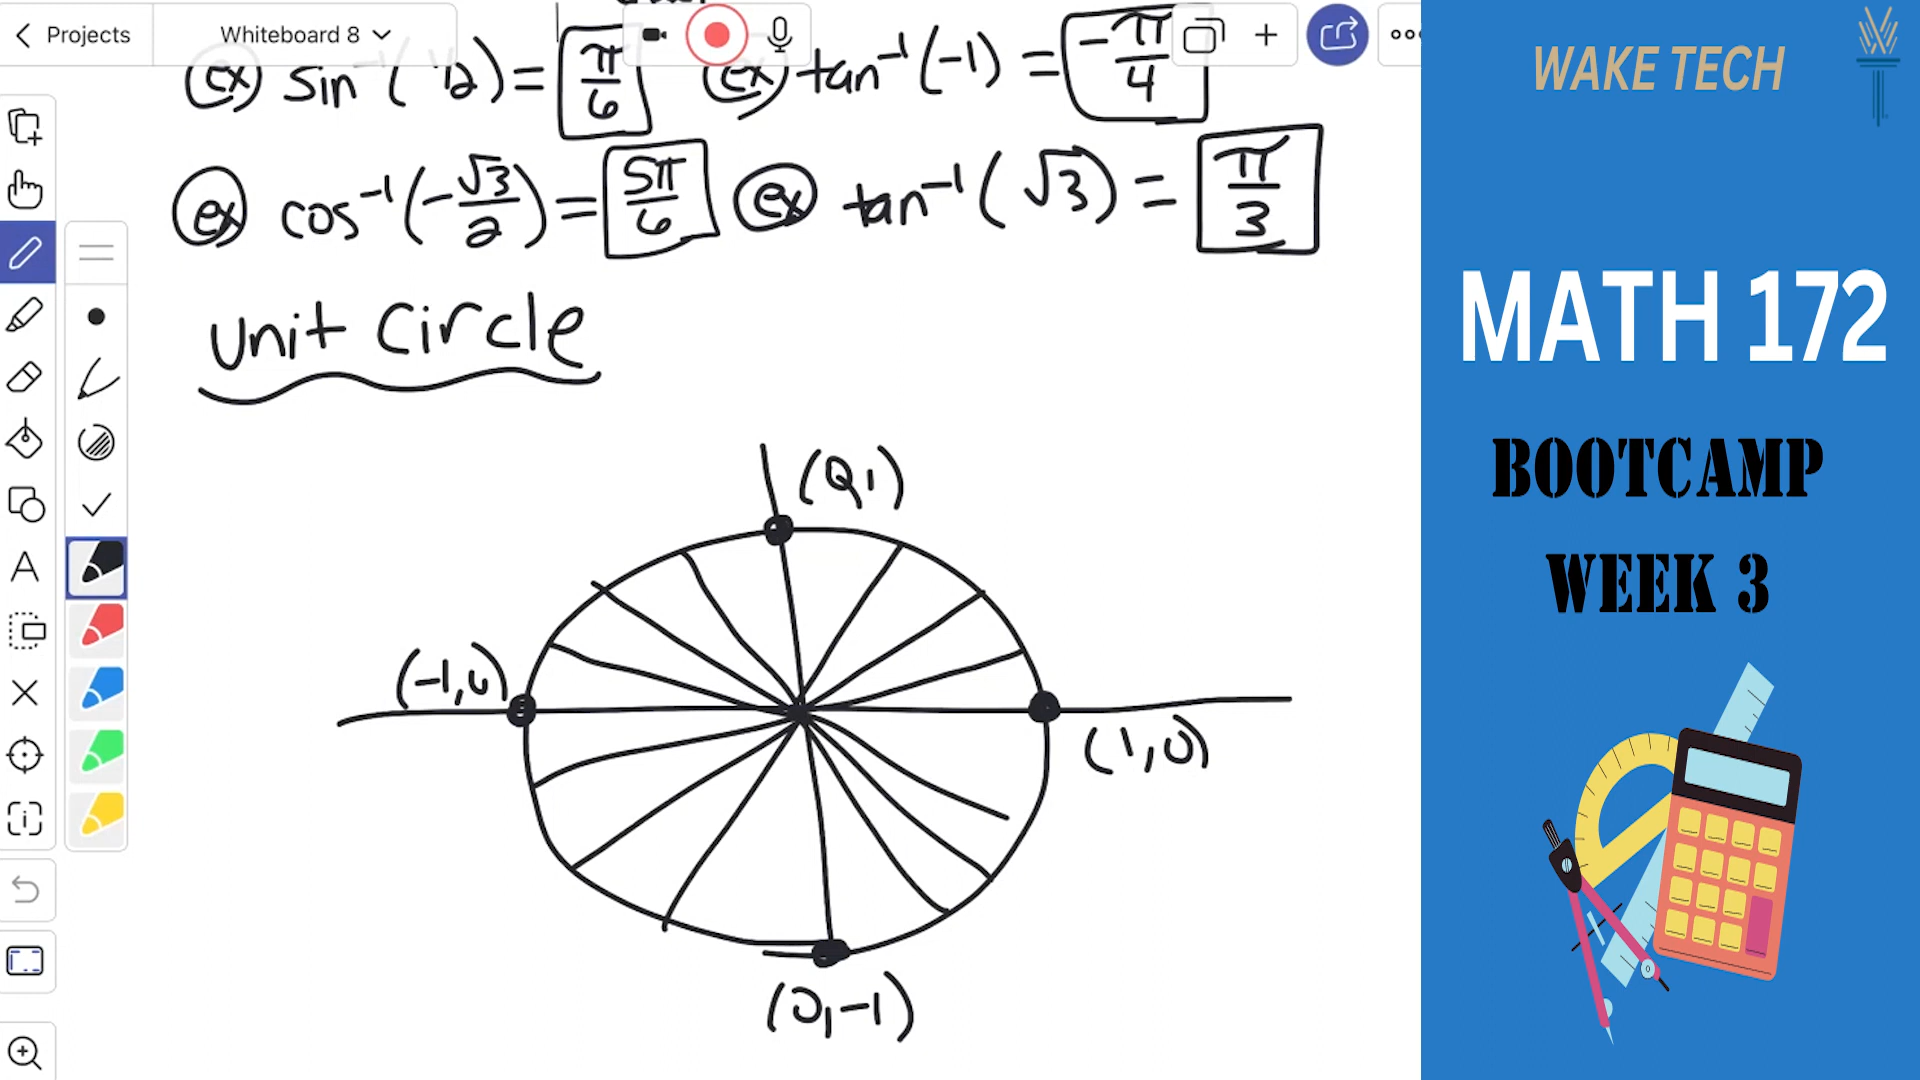 Projects
Whiteboard 8
ex sin⁻¹(1/2) = π/6 ex tan⁻¹(-1) = -π/4
ex cos⁻¹(-√3/2) = 5π/6 ex tan⁻¹(√3) = π/3
unit circle
(0,1)
(-1,0)
(1,0)
(0,-1)
WAKE TECH
MATH 172
BOOTCAMP
WEEK 3